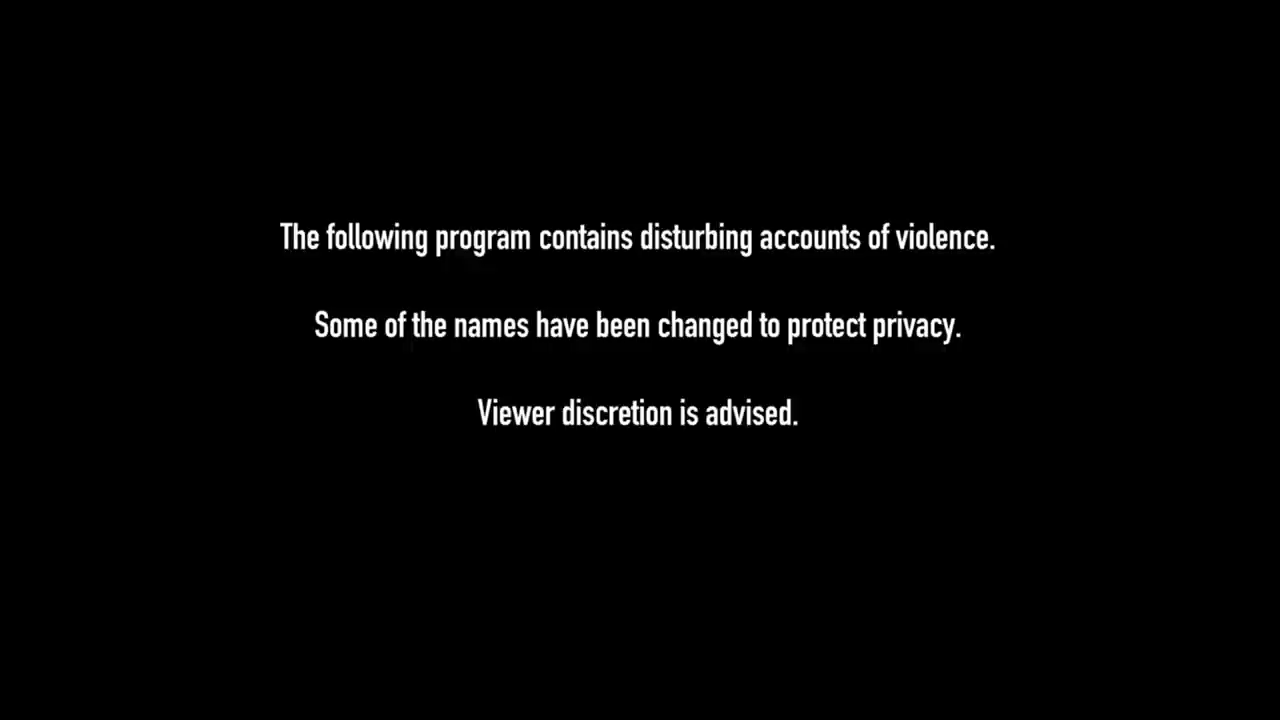 The following program contains disturbing accounts of violence.
Some of the names have been changed to protect privacy.
Viewer discretion is advised.